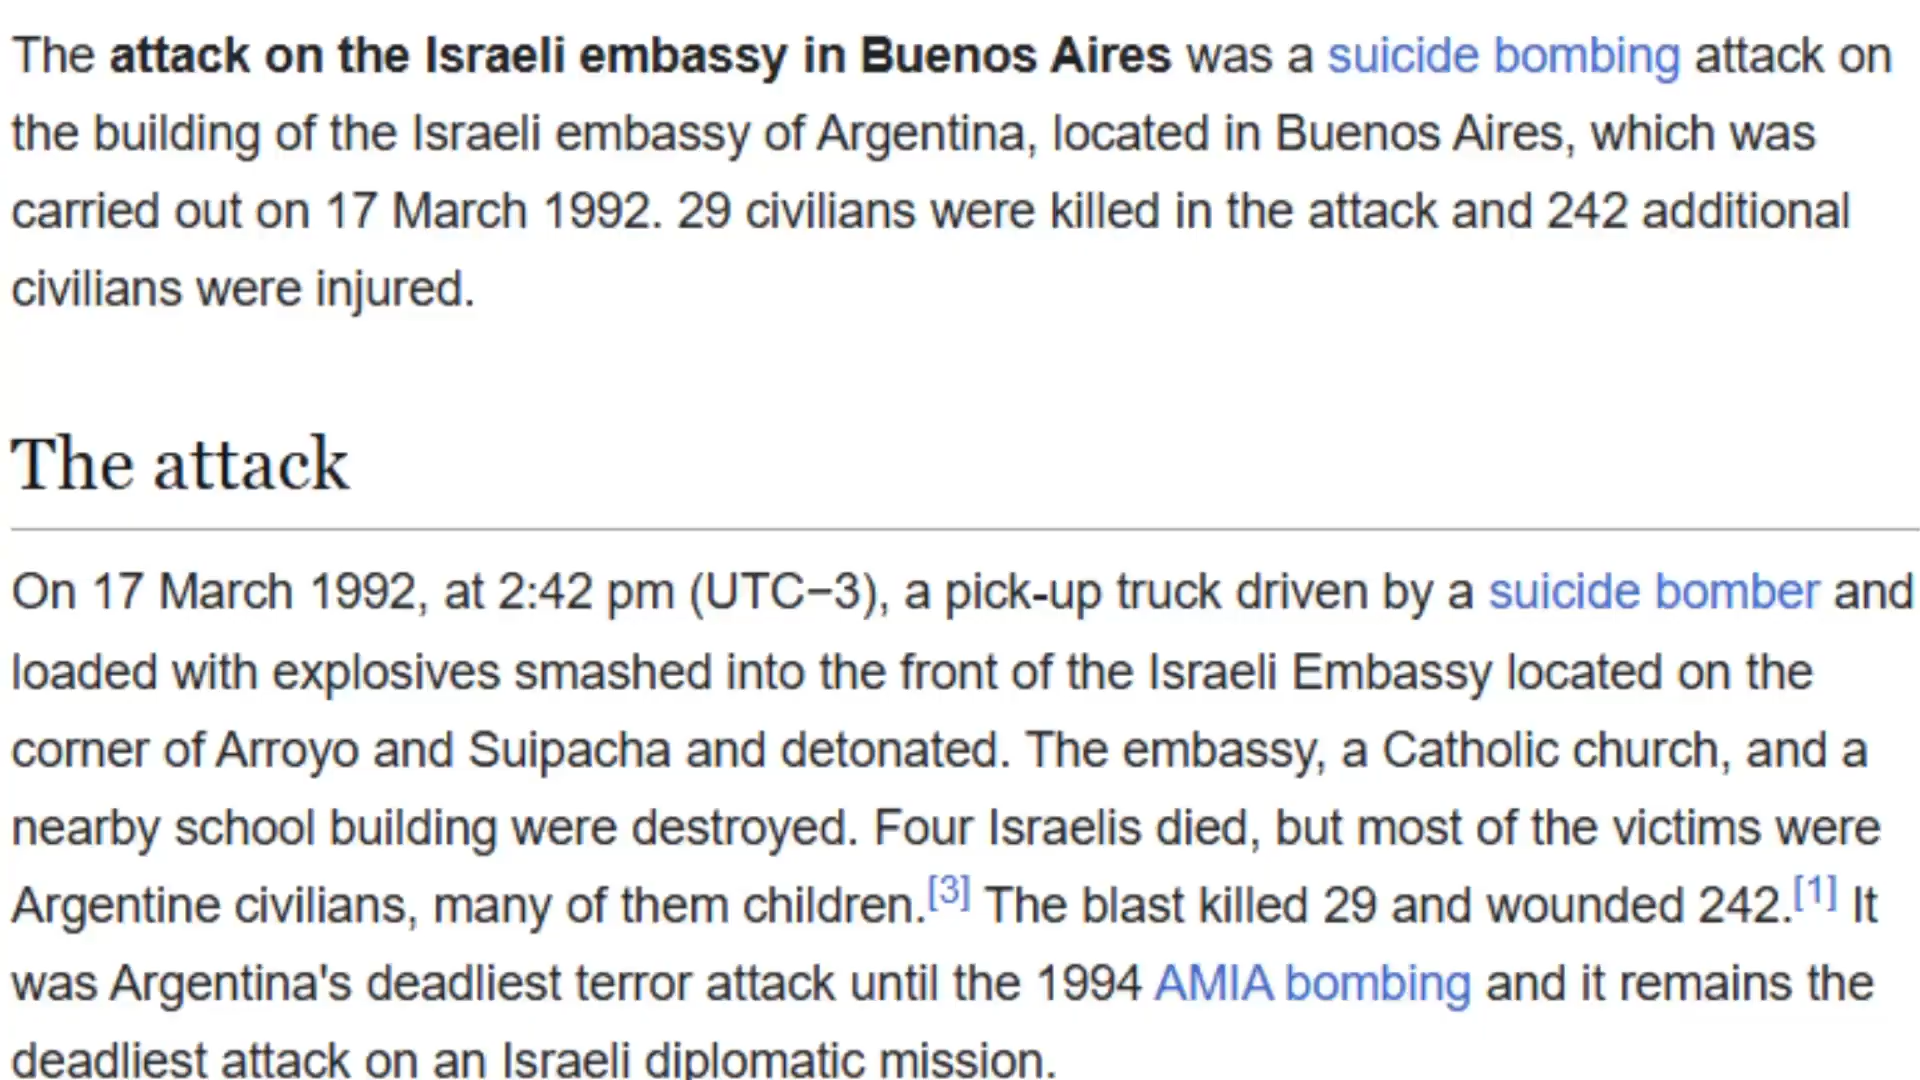 The attack on the Israeli embassy in Buenos Aires was a suicide bombing attack on
the building of the Israeli embassy of Argentina, located in Buenos Aires, which was
carried out on 17 March 1992. 29 civilians were killed in the attack and 242 additional
civilians were injured.
The attack
On 17 March 1992, at 2:42 pm (UTC−3), a pick-up truck driven by a suicide bomber and
loaded with explosives smashed into the front of the Israeli Embassy located on the
corner of Arroyo and Suipacha and detonated. The embassy, a Catholic church, and a
nearby school building were destroyed. Four Israelis died, but most of the victims were
Argentine civilians, many of them children.[3] The blast killed 29 and wounded 242.[1] It
was Argentina's deadliest terror attack until the 1994 AMIA bombing and it remains the
deadliest attack on an Israeli diplomatic mission.